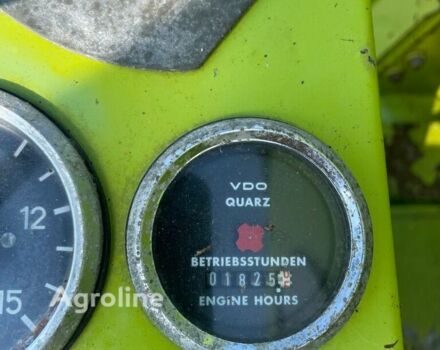 VDO
QUARZ
BETRIEBSSTUNDEN
01825
ENGINE HOURS
12
15
Agroline